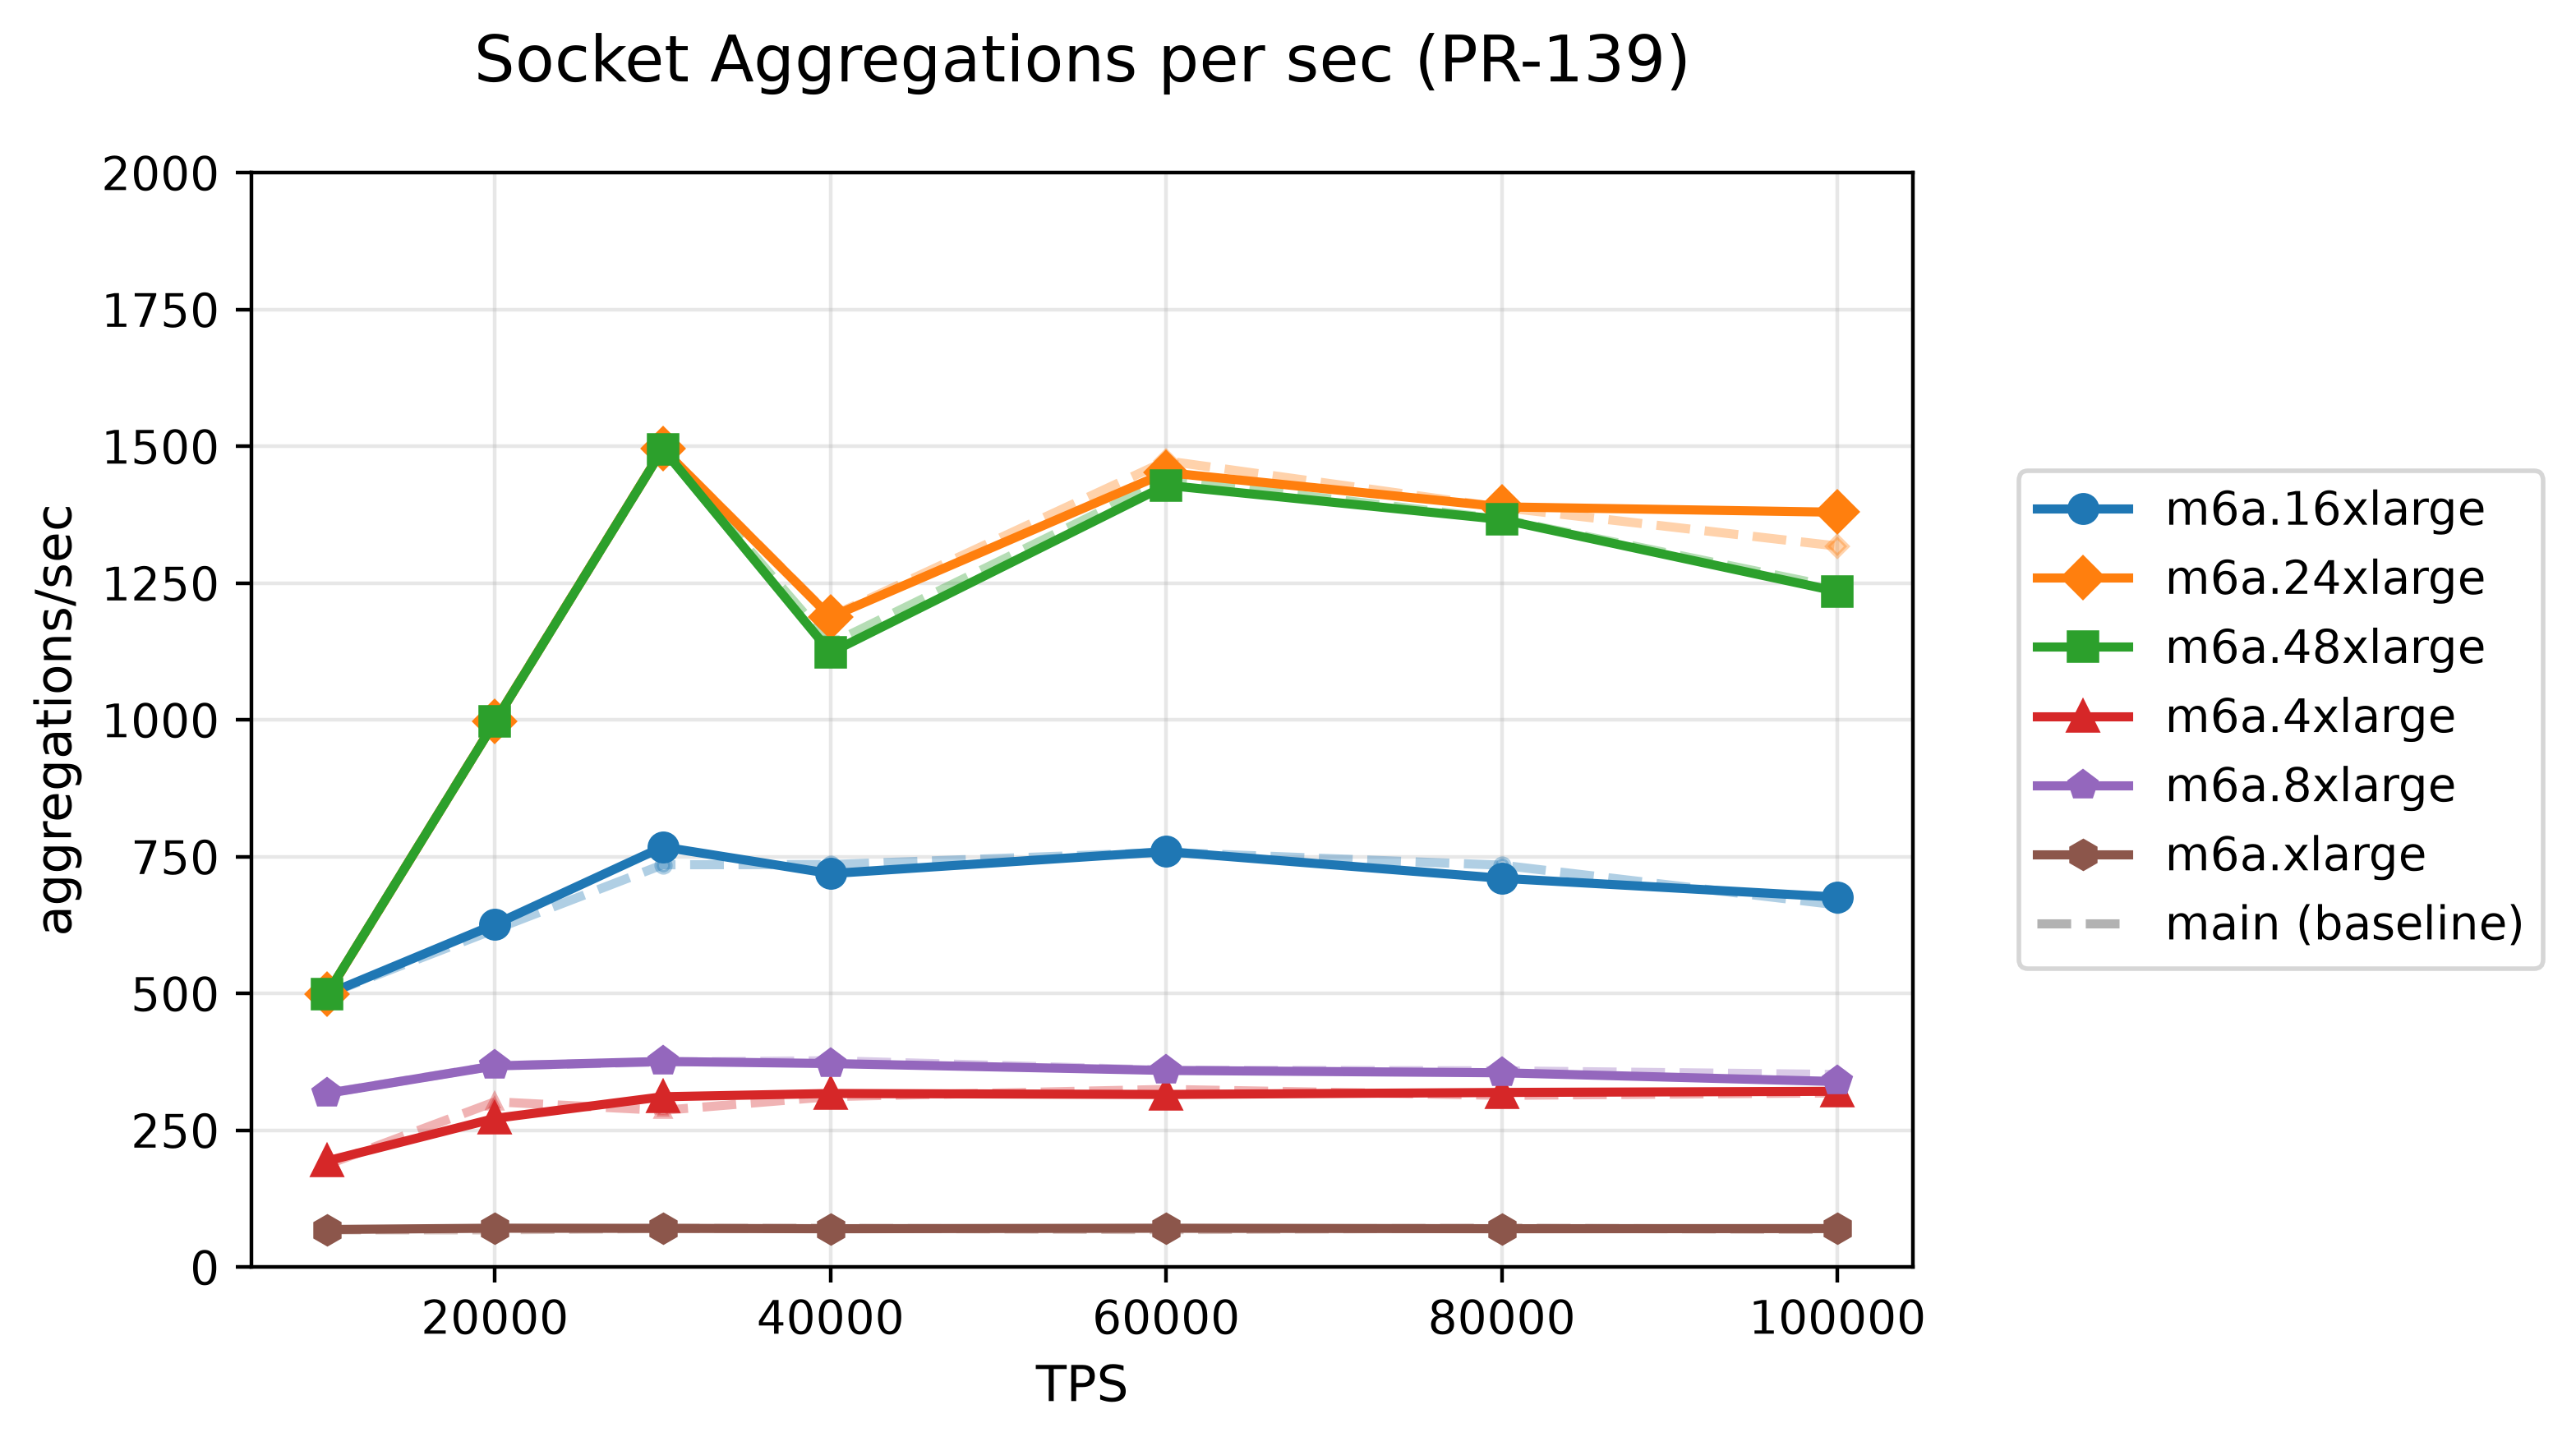 Socket Aggregations per sec (PR-139)
2000
1750
1500
1250
1000
750
500
250
0
aggregations/sec
20000 40000 60000 80000 100000
TPS
m6a.16xlarge
m6a.24xlarge
m6a.48xlarge
m6a.4xlarge
m6a.8xlarge
m6a.xlarge
main (baseline)